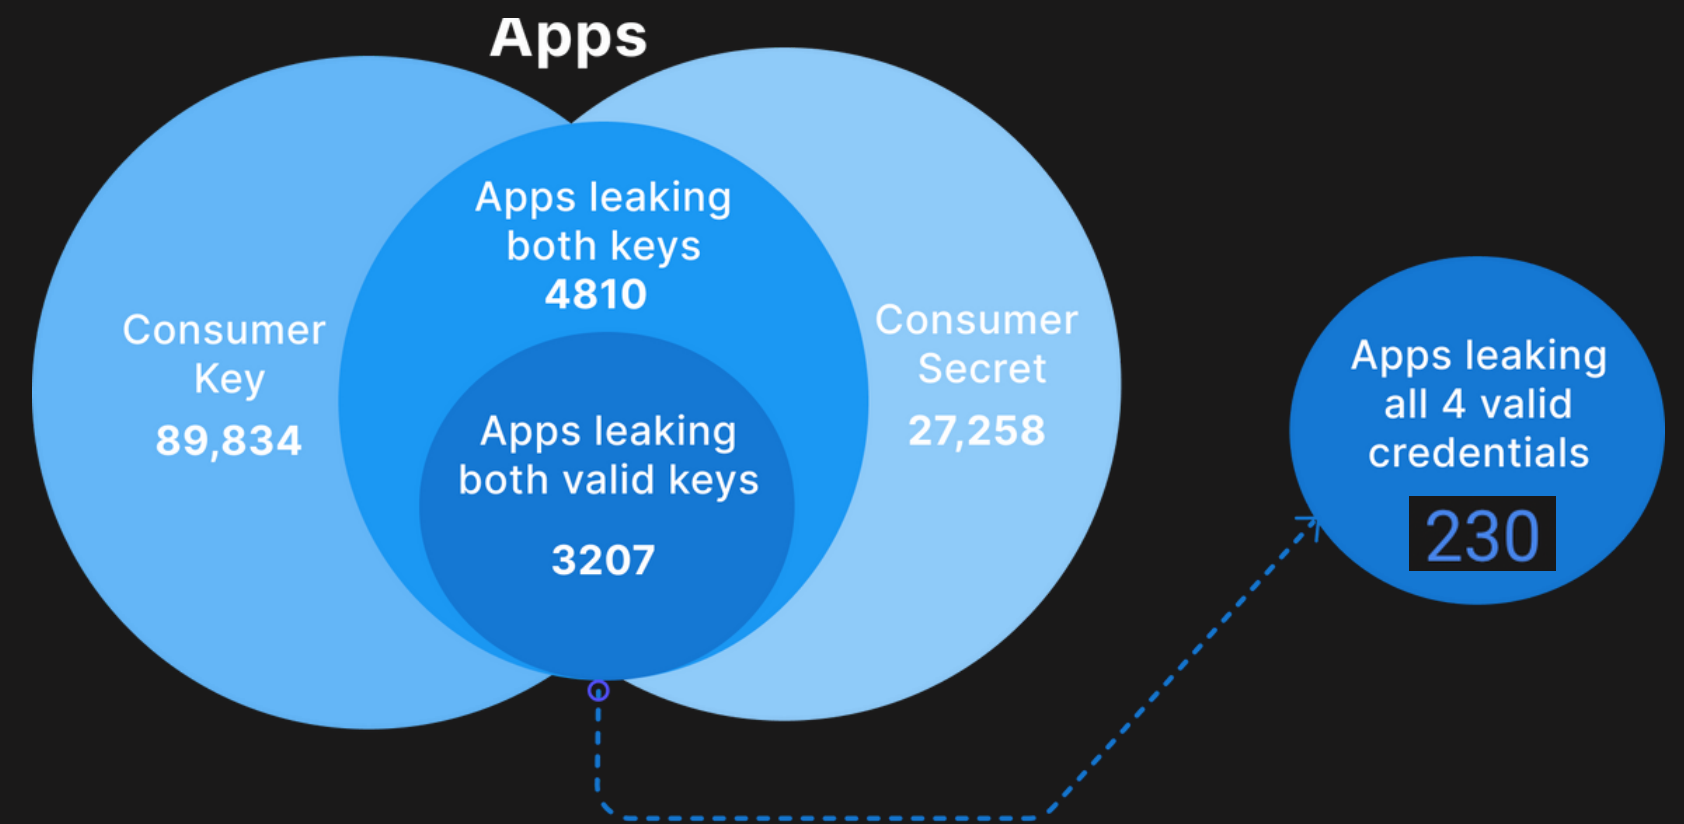 Apps
Apps leaking
both keys
4810
Consumer
Key
89,834
Apps leaking
both valid keys
3207
Consumer
Secret
27,258
Apps leaking
all 4 valid
credentials
230